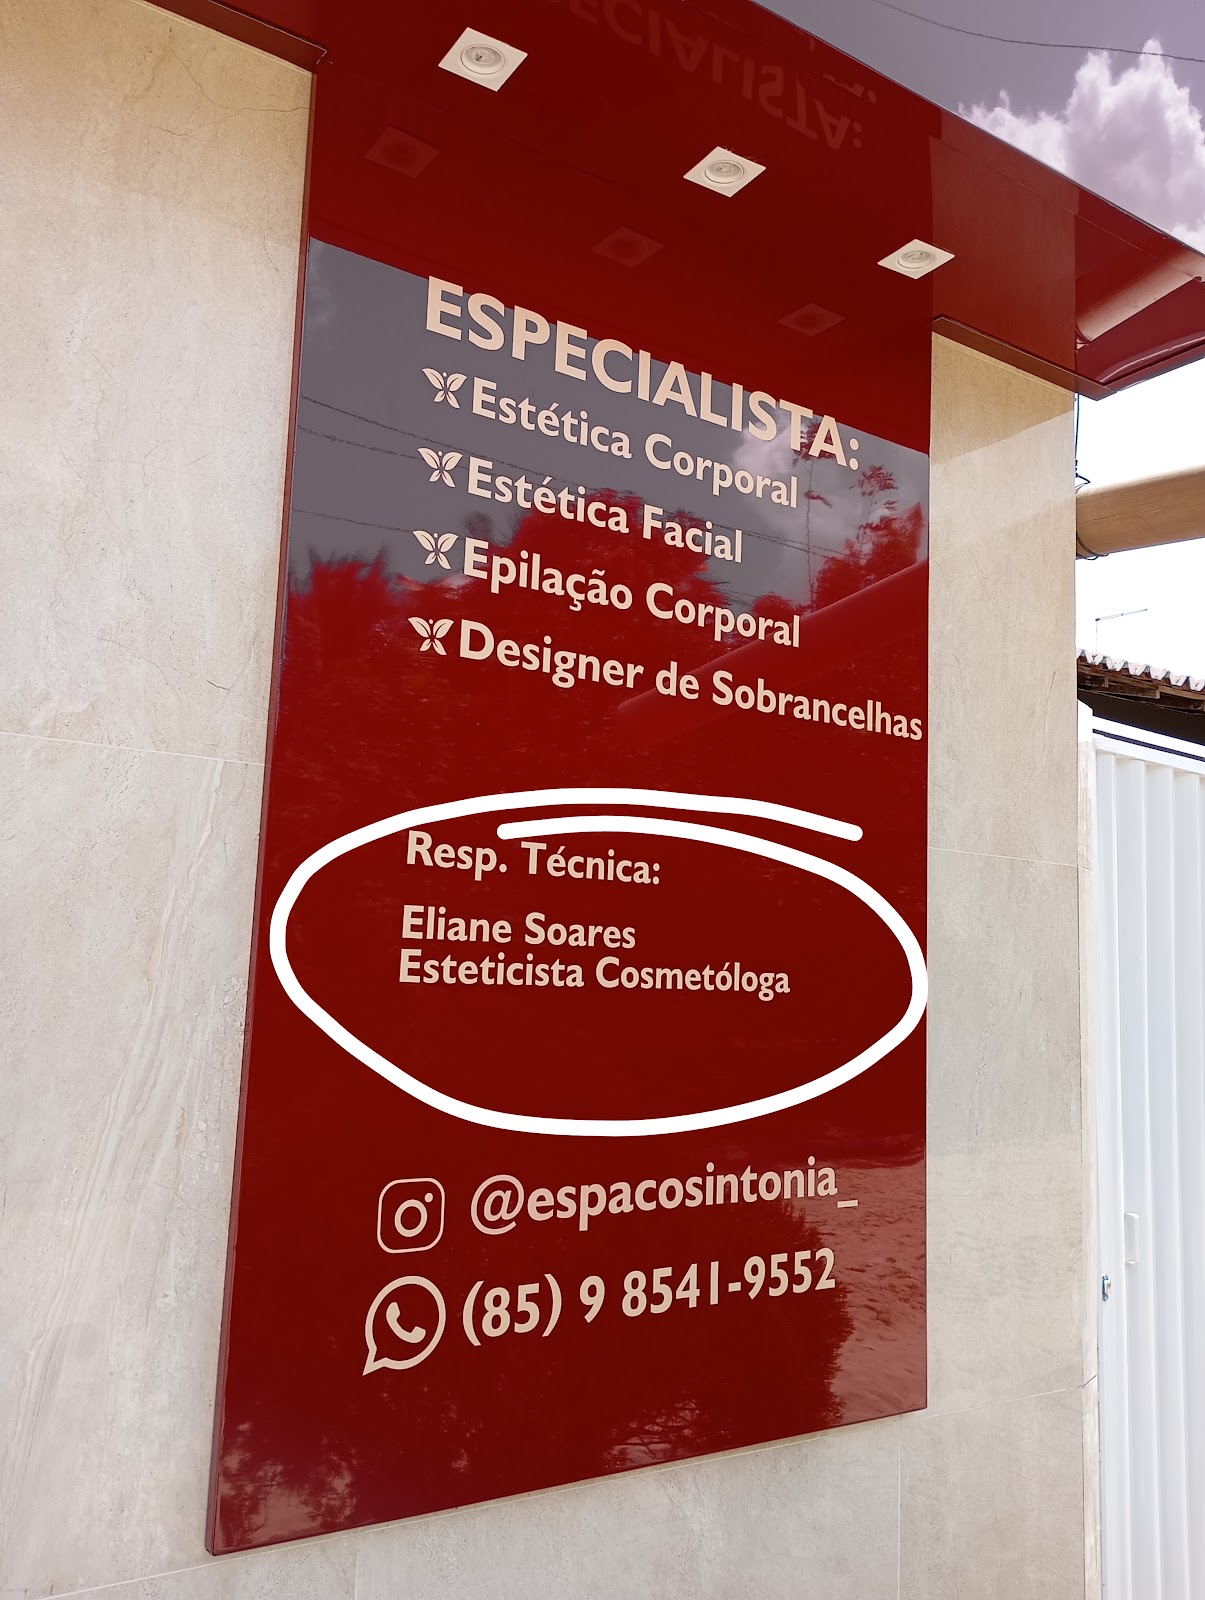 ESPECIALISTA:
Estética Corporal
Estética Facial
Epilação Corporal
Designer de Sobrancelhas
Resp. Técnica:
Eliane Soares
Esteticista Cosmetóloga
@espacosintonia_
(85) 9 8541-9552